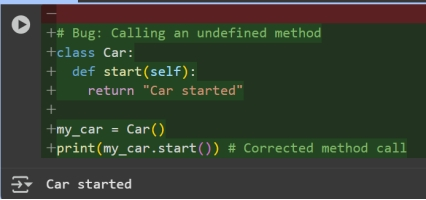 -
+# Bug: Calling an undefined method
+class Car:
+  def start(self):
+    return "Car started"
+
+my_car = Car()
+print(my_car.start()) # Corrected method call
Car started